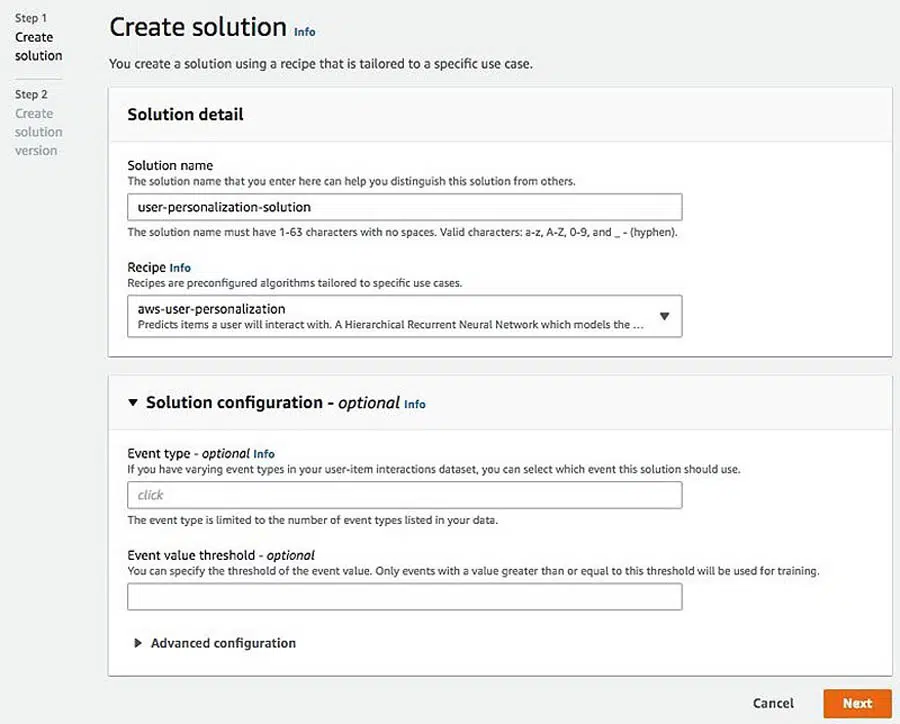 Step 1
Create
solution
Step 2
Create
solution
version
Create solution Info
You create a solution using a recipe that is tailored to a specific use case.
Solution detail
Solution name
The solution name that you enter here can help you distinguish this solution from others.
user-personalization-solution
The solution name must have 1-63 characters with no spaces. Valid characters: a-z, A-Z, 0-9, and _ - (hyphen).
Recipe Info
Recipes are preconfigured algorithms tailored to specific use cases.
aws-user-personalization
Predicts items a user will interact with. A Hierarchical Recurrent Neural Network which models the ...
Solution configuration - optional Info
Event type - optional Info
If you have varying event types in your user-item interactions dataset, you can select which event this solution should use.
click
The event type is limited to the number of event types listed in your data.
Event value threshold - optional
You can specify the threshold of the event value. Only events with a value greater than or equal to this threshold will be used for training.
Advanced configuration
Cancel Next